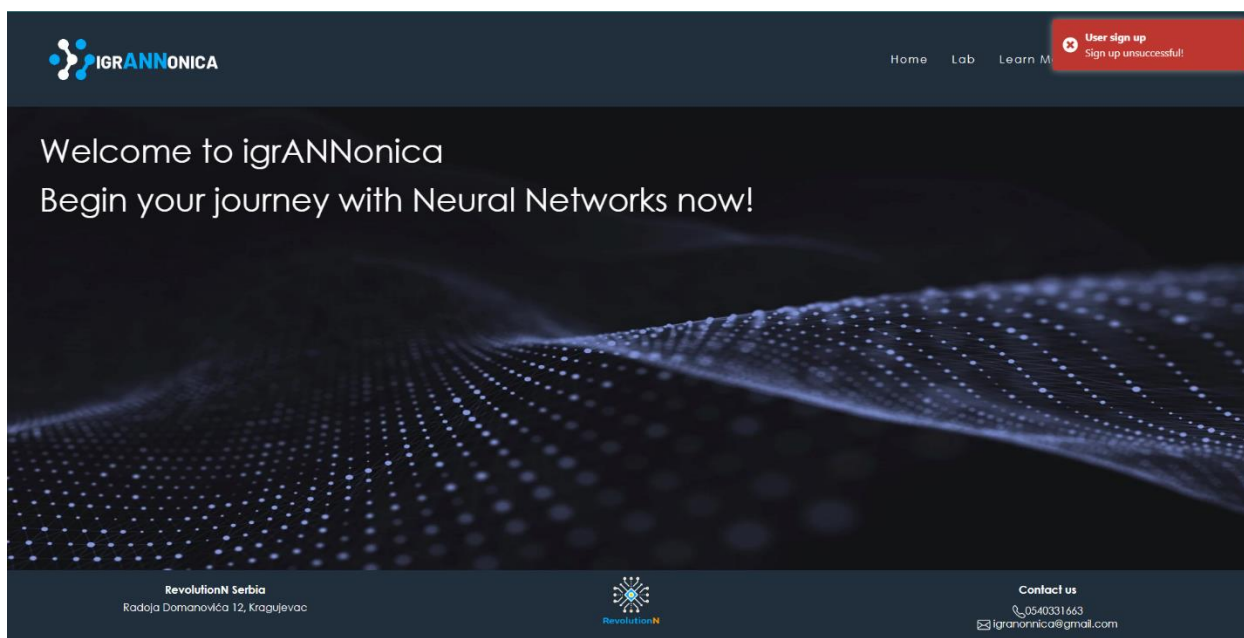 IGRANNONICA
Home Lab Learn M
User sign up
Sign up unsuccessful!
Welcome to igrANNonica
Begin your journey with Neural Networks now!
RevolutionN Serbia
Radoja Domanovića 12, Kragujevac
RevolutionN
Contact us
0540331663
igranonnica@gmail.com